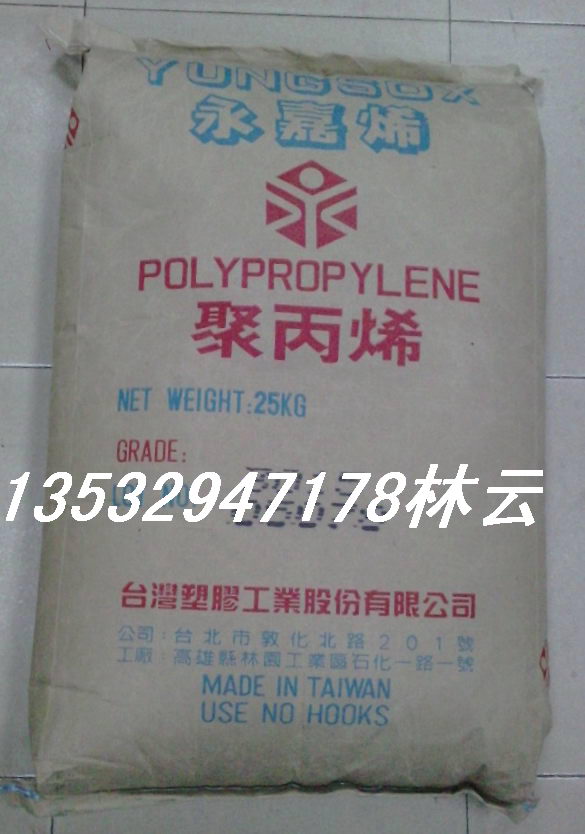 YUNGSOX
永嘉烯
POLYPROPYLENE
聚丙烯
NET WEIGHT:25KG
GRADE:
LOT NO.
13532947178林云
台灣塑膠工業股份有限公司
公司:台北市敦化北路201號
工廠:高雄縣林園工業區石化一路一號
MADE IN TAIWAN
USE NO HOOKS